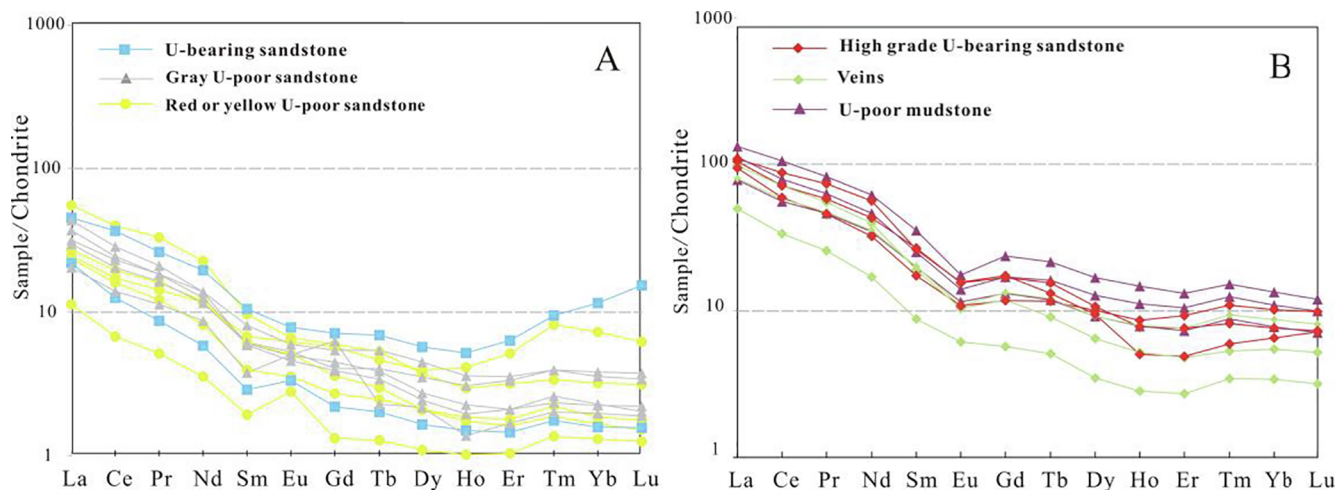 1000
U-bearing sandstone
Gray U-poor sandstone
Red or yellow U-poor sandstone
A
100
10
1
Sample/Chondrite
La Ce Pr Nd Sm Eu Gd Tb Dy Ho Er Tm Yb Lu
1000
High grade U-bearing sandstone
Veins
U-poor mudstone
B
100
10
1
Sample/Chondrite
La Ce Pr Nd Sm Eu Gd Tb Dy Ho Er Tm Yb Lu